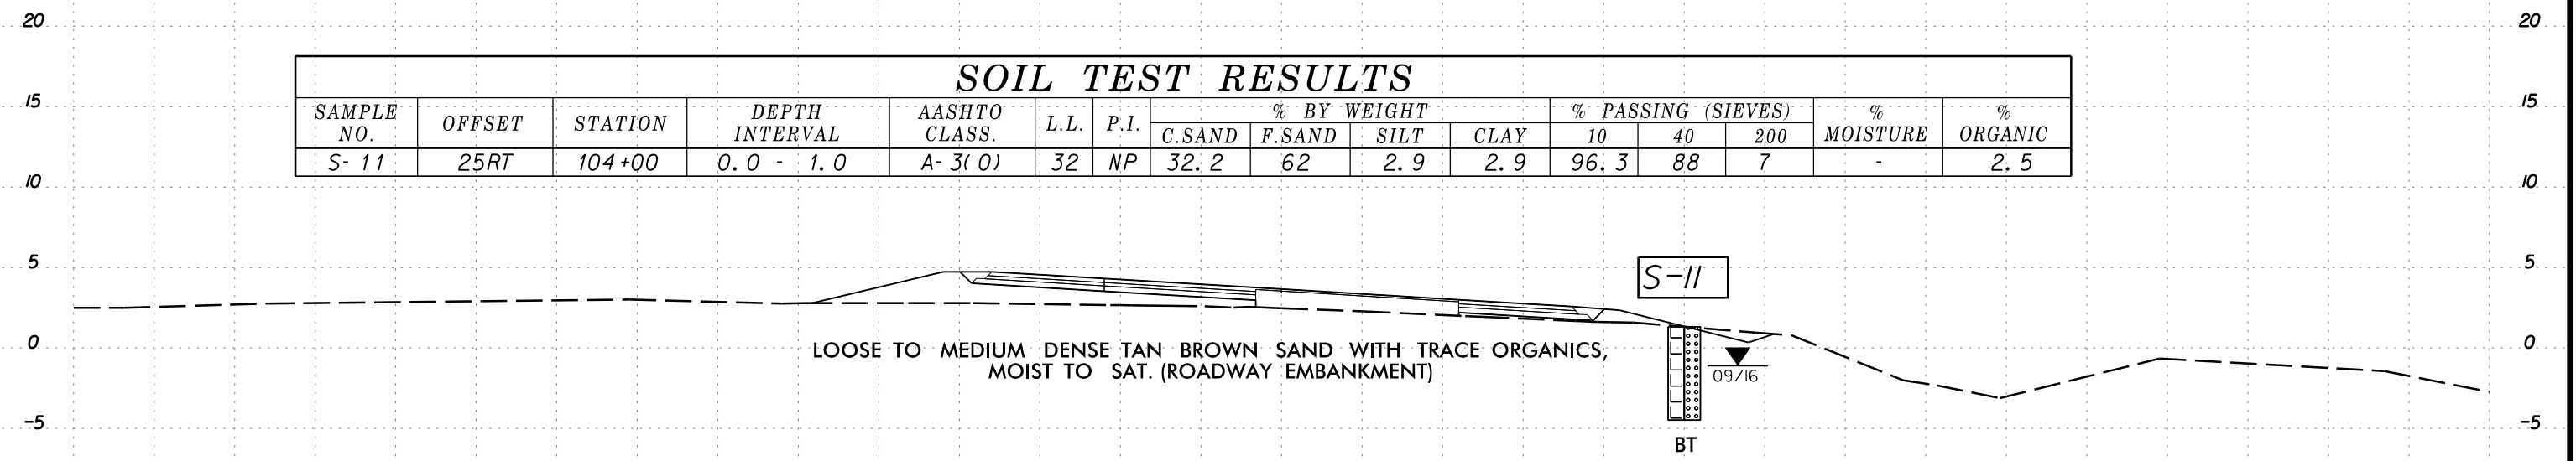 20 20
SOIL TEST RESULTS
15 15
SAMPLE NO. OFFSET STATION DEPTH INTERVAL AASHTO CLASS. L.L. P.I. % BY WEIGHT % PASSING (SIEVES) % MOISTURE % ORGANIC
C.SAND F.SAND SILT CLAY 10 40 200
S-11 25RT 104+00 0.0 - 1.0 A-3(0) 32 NP 32.2 62 2.9 2.9 96.3 88 7 - 2.5
10 10
5 5
S-11
0 0
LOOSE TO MEDIUM DENSE TAN BROWN SAND WITH TRACE ORGANICS,
MOIST TO SAT. (ROADWAY EMBANKMENT)
09/16
-5 -5
BT